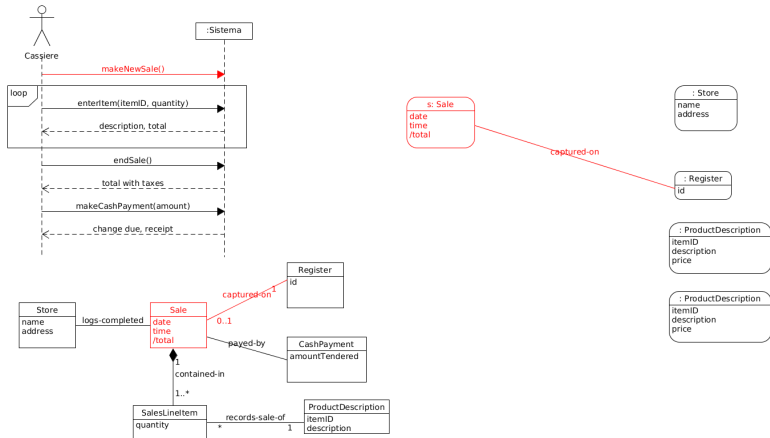 Cassiere
:Sistema
makeNewSale()
loop
enterItem(itemID, quantity)
description, total
endSale()
total with taxes
makeCashPayment(amount)
change due, receipt
Register
id
captured-on
1
0..1
Store
name
address
logs-completed
Sale
date
time
/total
payed-by
CashPayment
amountTendered
1
contained-in
1..*
SalesLineItem
quantity
records-sale-of
*
1
ProductDescription
itemID
description
s: Sale
date
time
/total
captured-on
: Store
name
address
: Register
id
: ProductDescription
itemID
description
price
: ProductDescription
itemID
description
price